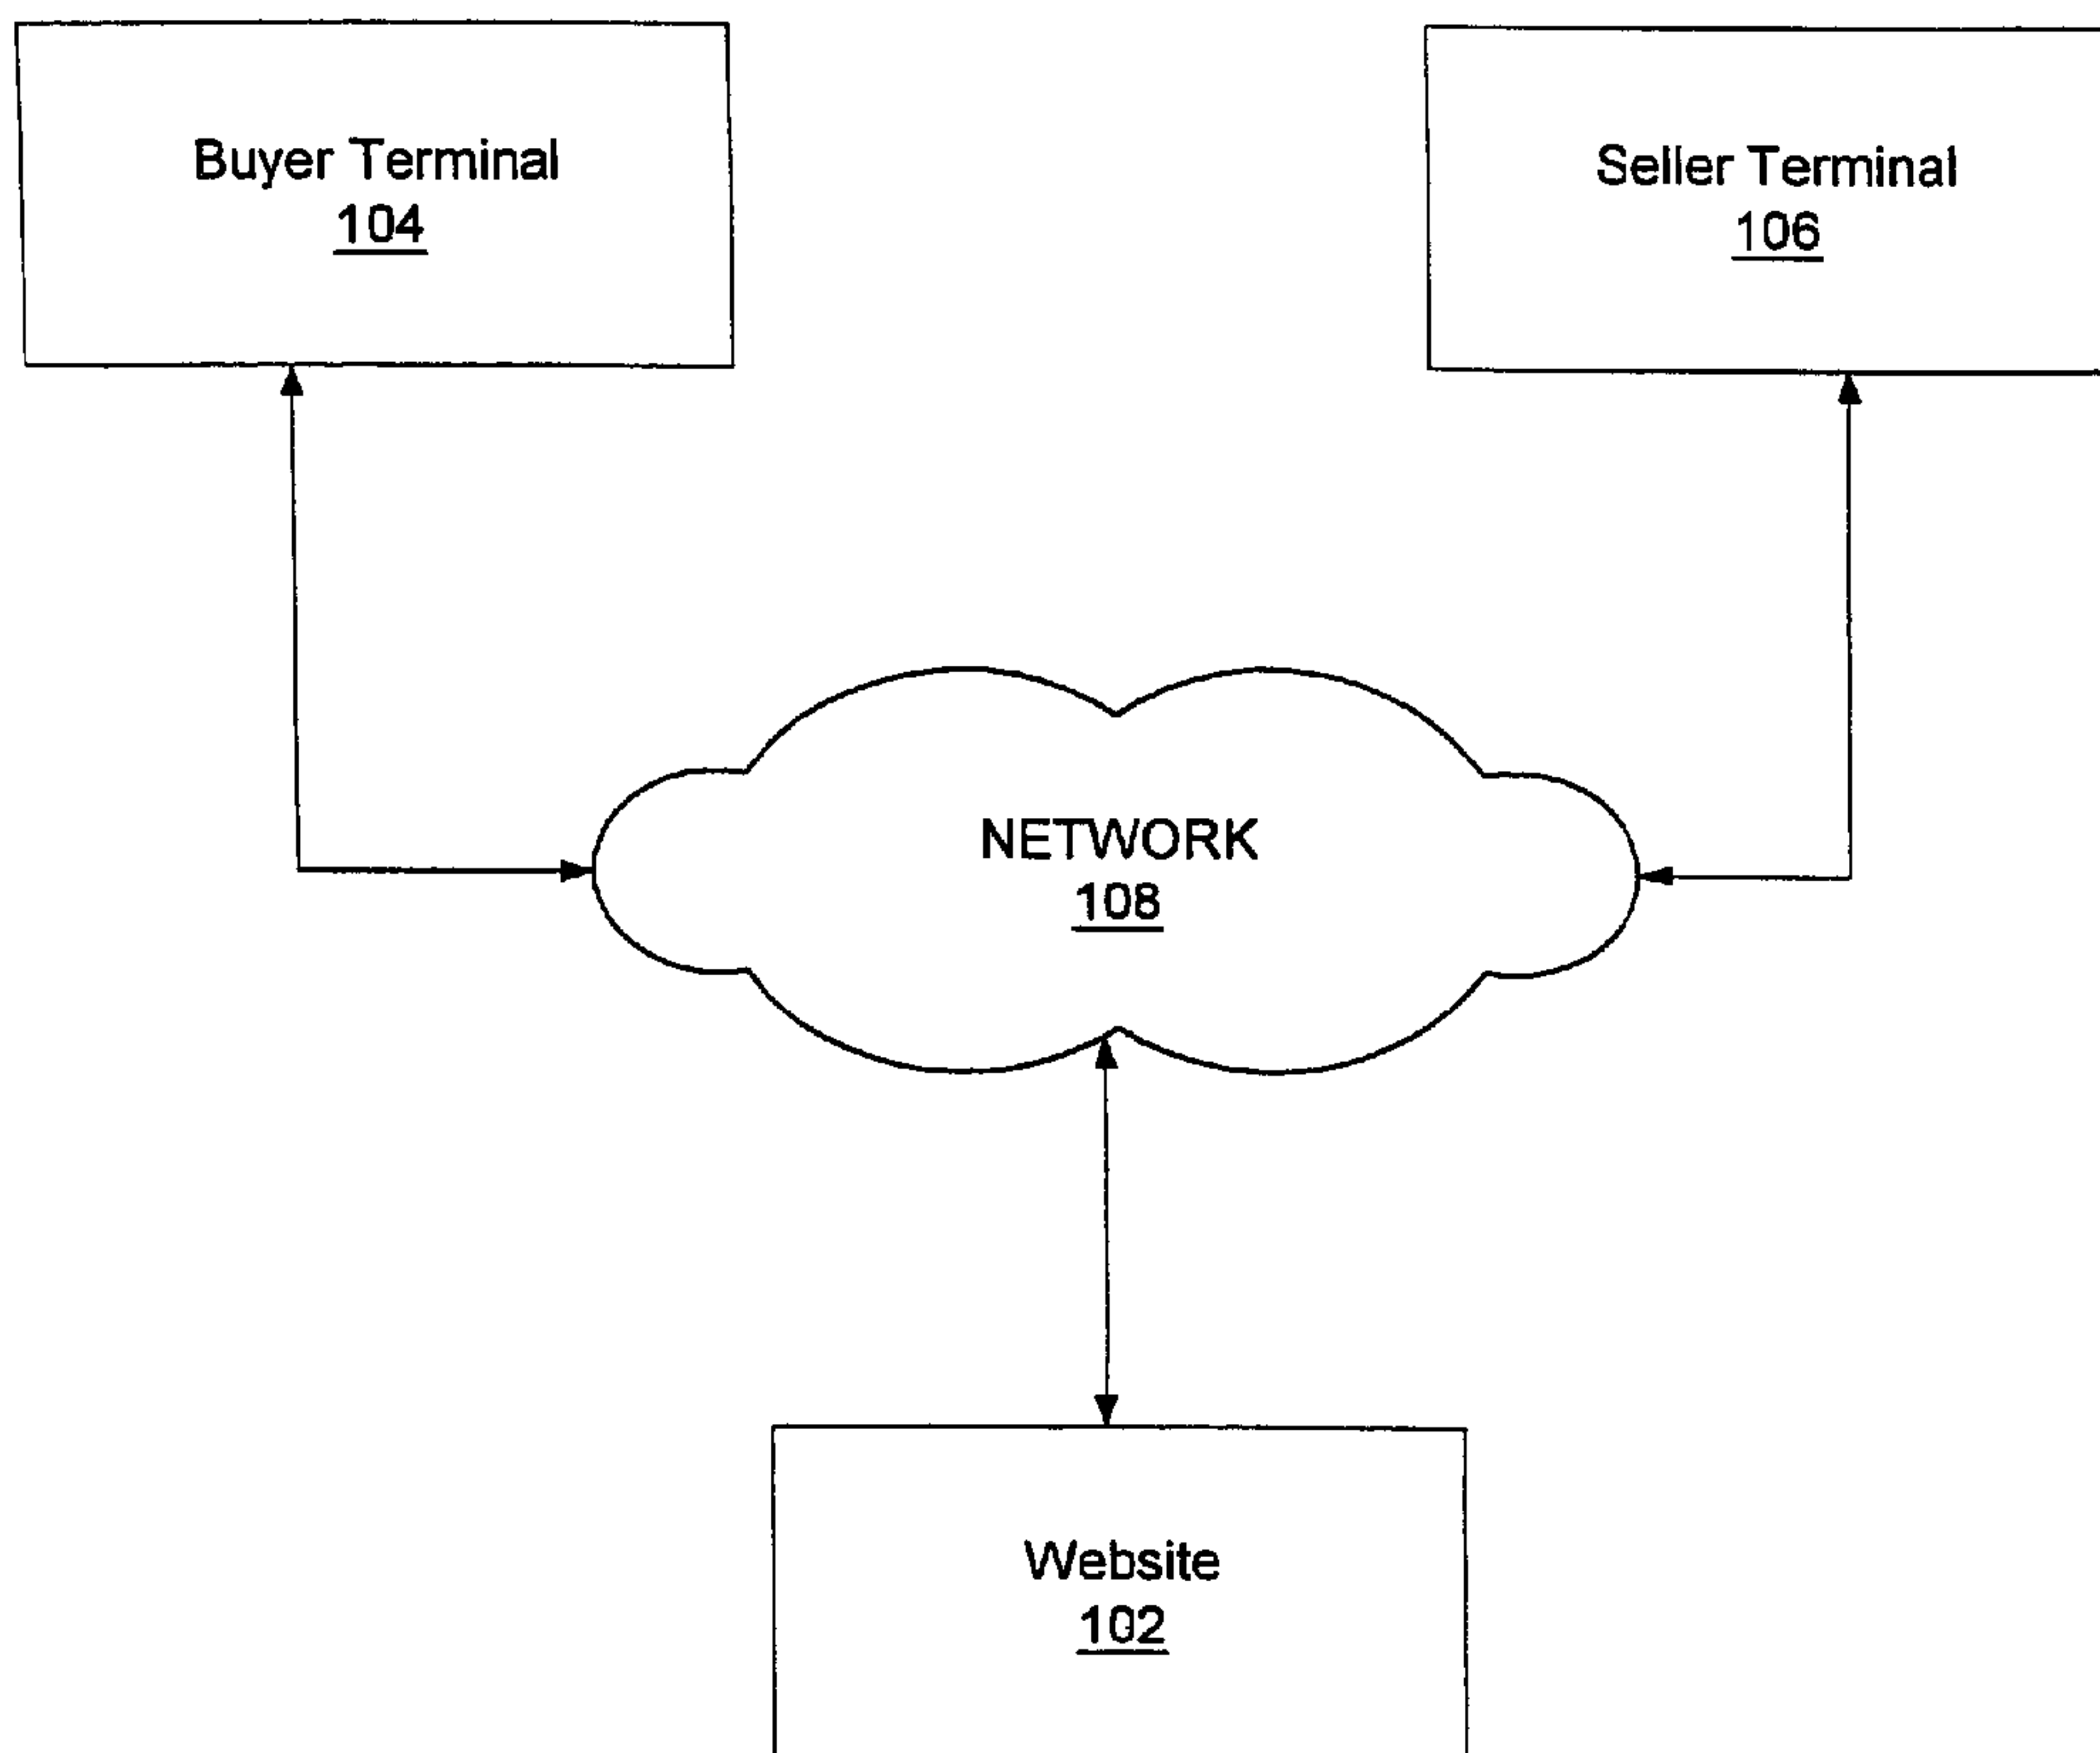 Buyer Terminal
104
Seller Terminal
106
NETWORK
108
Website
102